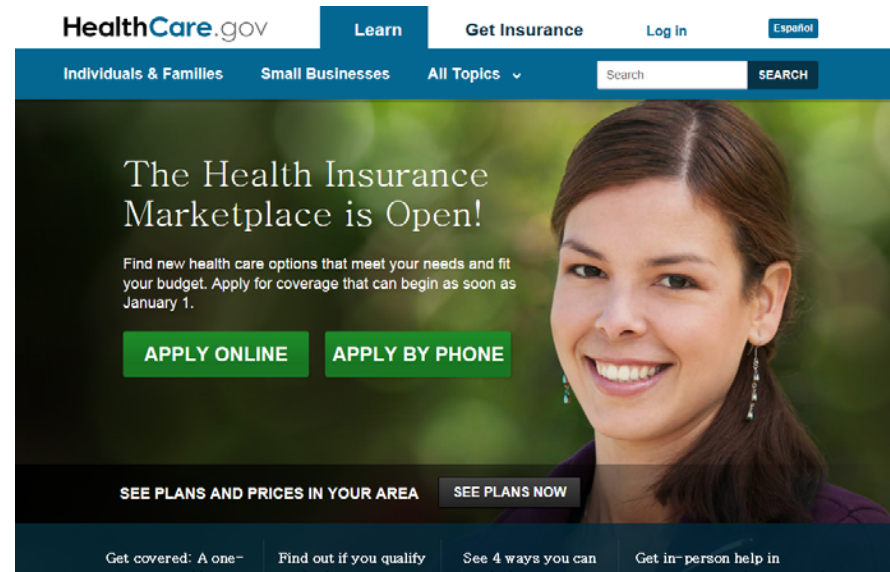 HealthCare.gov Learn Get Insurance Log in Español
Individuals & Families Small Businesses All Topics Search SEARCH
The Health Insurance
Marketplace is Open!
Find new health care options that meet your needs and fit
your budget. Apply for coverage that can begin as soon as
January 1.
APPLY ONLINE APPLY BY PHONE
SEE PLANS AND PRICES IN YOUR AREA SEE PLANS NOW
Get covered: A one- Find out if you qualify See 4 ways you can Get in-person help in